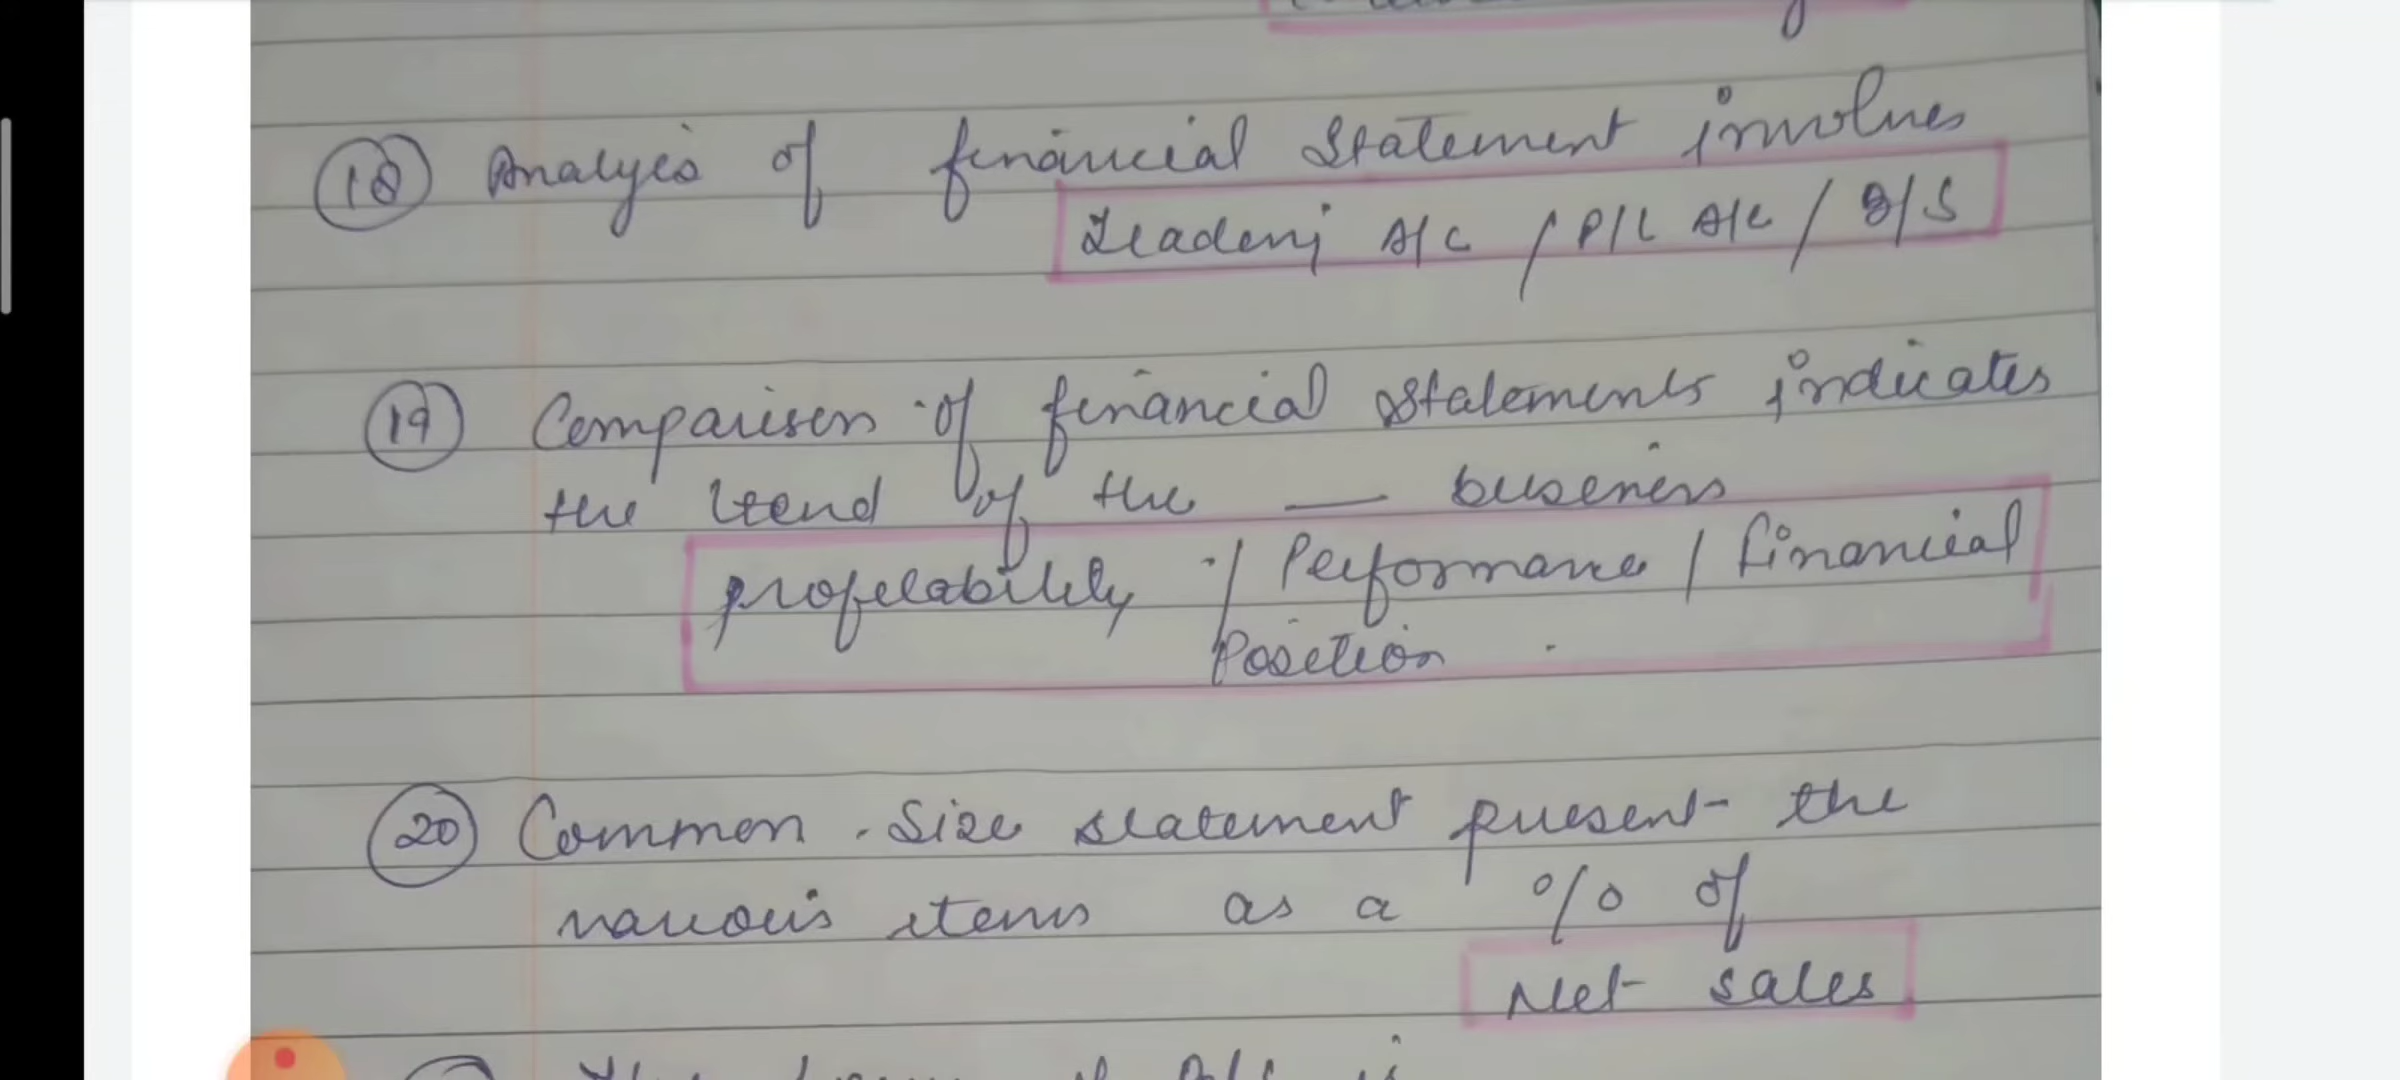 18 Analysis of financial Statement involves
Trading A/C / P/L A/C / B/S
19 Comparison of financial statements indicates
the trend of the — business
profitability / Performance / financial
Position .
20 Common . Size statement present the
various items as a % of
Net sales